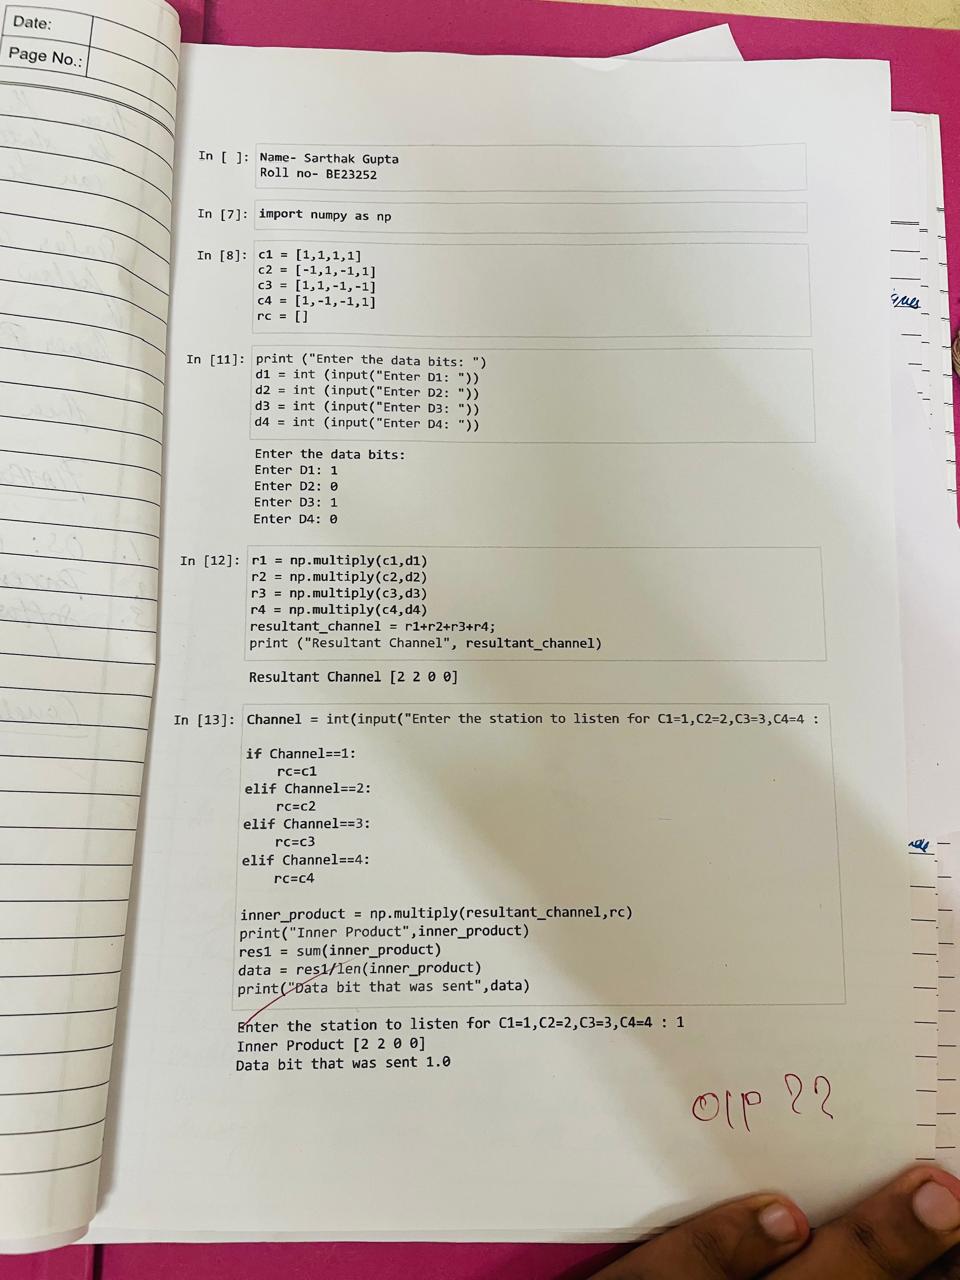 Date:
Page No.:
In [ ]: Name- Sarthak Gupta
Roll no- BE23252
In [7]: import numpy as np
In [8]: c1 = [1,1,1,1]
c2 = [-1,1,-1,1]
c3 = [1,1,-1,-1]
c4 = [1,-1,-1,1]
rc = []
In [11]: print ("Enter the data bits: ")
d1 = int (input("Enter D1: "))
d2 = int (input("Enter D2: "))
d3 = int (input("Enter D3: "))
d4 = int (input("Enter D4: "))
Enter the data bits:
Enter D1: 1
Enter D2: 0
Enter D3: 1
Enter D4: 0
In [12]: r1 = np.multiply(c1,d1)
r2 = np.multiply(c2,d2)
r3 = np.multiply(c3,d3)
r4 = np.multiply(c4,d4)
resultant_channel = r1+r2+r3+r4;
print ("Resultant Channel", resultant_channel)
Resultant Channel [2 2 0 0]
In [13]: Channel = int(input("Enter the station to listen for C1=1,C2=2,C3=3,C4=4 :
if Channel==1:
rc=c1
elif Channel==2:
rc=c2
elif Channel==3:
rc=c3
elif Channel==4:
rc=c4
inner_product = np.multiply(resultant_channel,rc)
print("Inner Product",inner_product)
res1 = sum(inner_product)
data = res1/len(inner_product)
print("Data bit that was sent",data)
Enter the station to listen for C1=1,C2=2,C3=3,C4=4 : 1
Inner Product [2 2 0 0]
Data bit that was sent 1.0
O/P ??